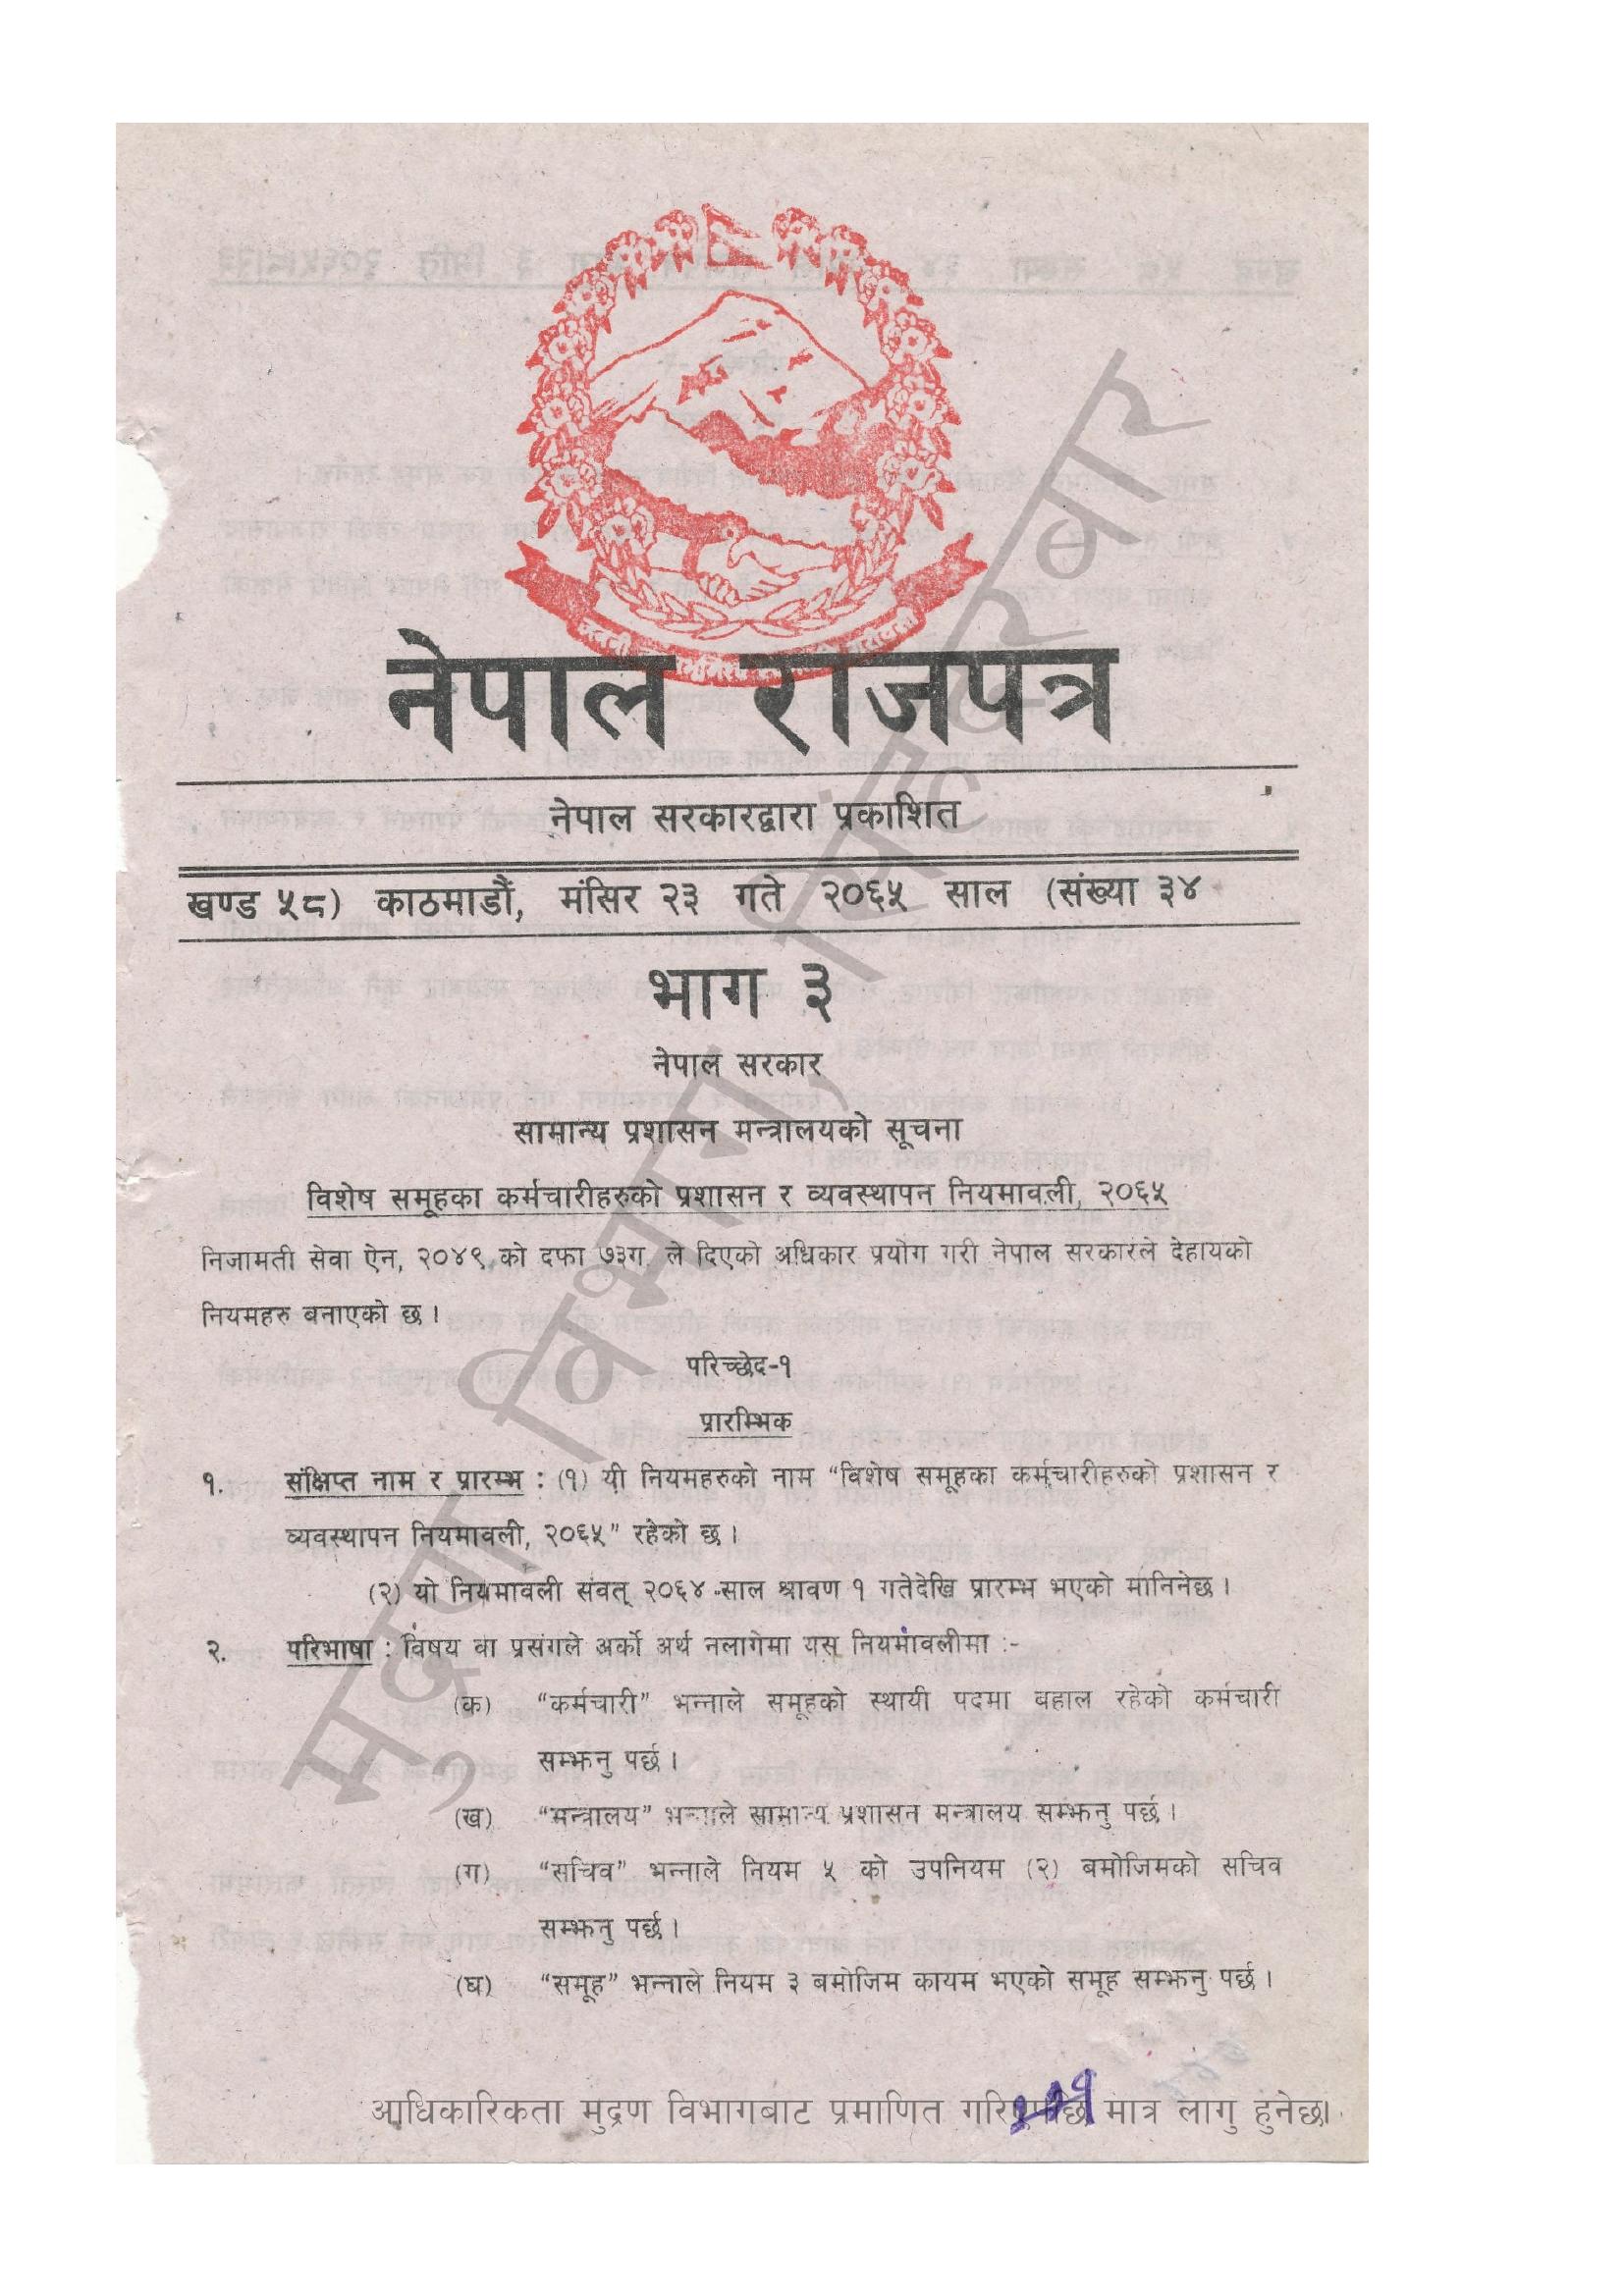 नेपाल राजपत्र
नेपाल सरकारद्वारा प्रकाशित
खण्ड ५८) काठमाडौं, मंसिर २३ गते २०६५ साल (संख्या ३४
भाग ३
नेपाल सरकार
सामान्य प्रशासन मन्त्रालयको सूचना
विशेष समूहका कर्मचारीहरुको प्रशासन र व्यवस्थापन नियमावली, २०६५
निजामती सेवा ऐन, २०४९ को दफा ७३ग. ले दिएको अधिकार प्रयोग गरी नेपाल सरकारले देहायको
नियमहरु बनाएको छ ।
परिच्छेद-१
प्रारम्भिक
१. संक्षिप्त नाम र प्रारम्भ : (१) यी नियमहरुको नाम “विशेष समूहका कर्मचारीहरुको प्रशासन र
व्यवस्थापन नियमावली, २०६५” रहेको छ ।
(२) यो नियमावली संवत् २०६४ साल श्रावण १ गतेदेखि प्रारम्भ भएको मानिनेछ ।
२. परिभाषा : विषय वा प्रसंगले अर्को अर्थ नलागेमा यस नियमावलीमा :-
(क) “कर्मचारी” भन्नाले समूहको स्थायी पदमा बहाल रहेको कर्मचारी
सम्झनु पर्छ ।
(ख) “मन्त्रालय” भन्नाले सामान्य प्रशासन मन्त्रालय सम्झनु पर्छ ।
(ग) “सचिव” भन्नाले नियम ५ को उपनियम (२) बमोजिमको सचिव
सम्झनु पर्छ ।
(घ) “समूह” भन्नाले नियम ३ बमोजिम कायम भएको समूह सम्झनु पर्छ ।
आधिकारिकता मुद्रण विभागबाट प्रमाणित गरिएपछि मात्र लागु हुनेछ।
मुद्रण विभाग, सिंहदरबार